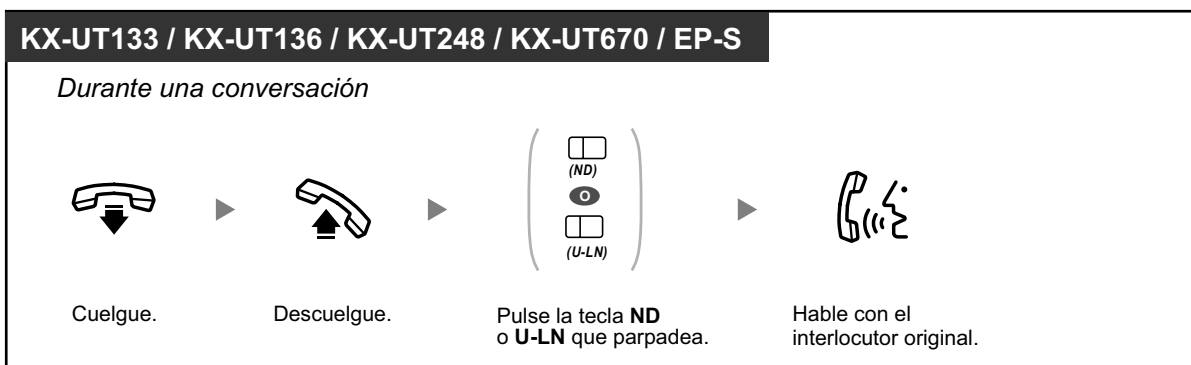 KX-UT133 / KX-UT136 / KX-UT248 / KX-UT670 / EP-S
Durante una conversación
(ND)
O
(U-LN)
Cuelgue.
Descuelgue.
Pulse la tecla ND
o U-LN que parpadea.
Hable con el
interlocutor original.